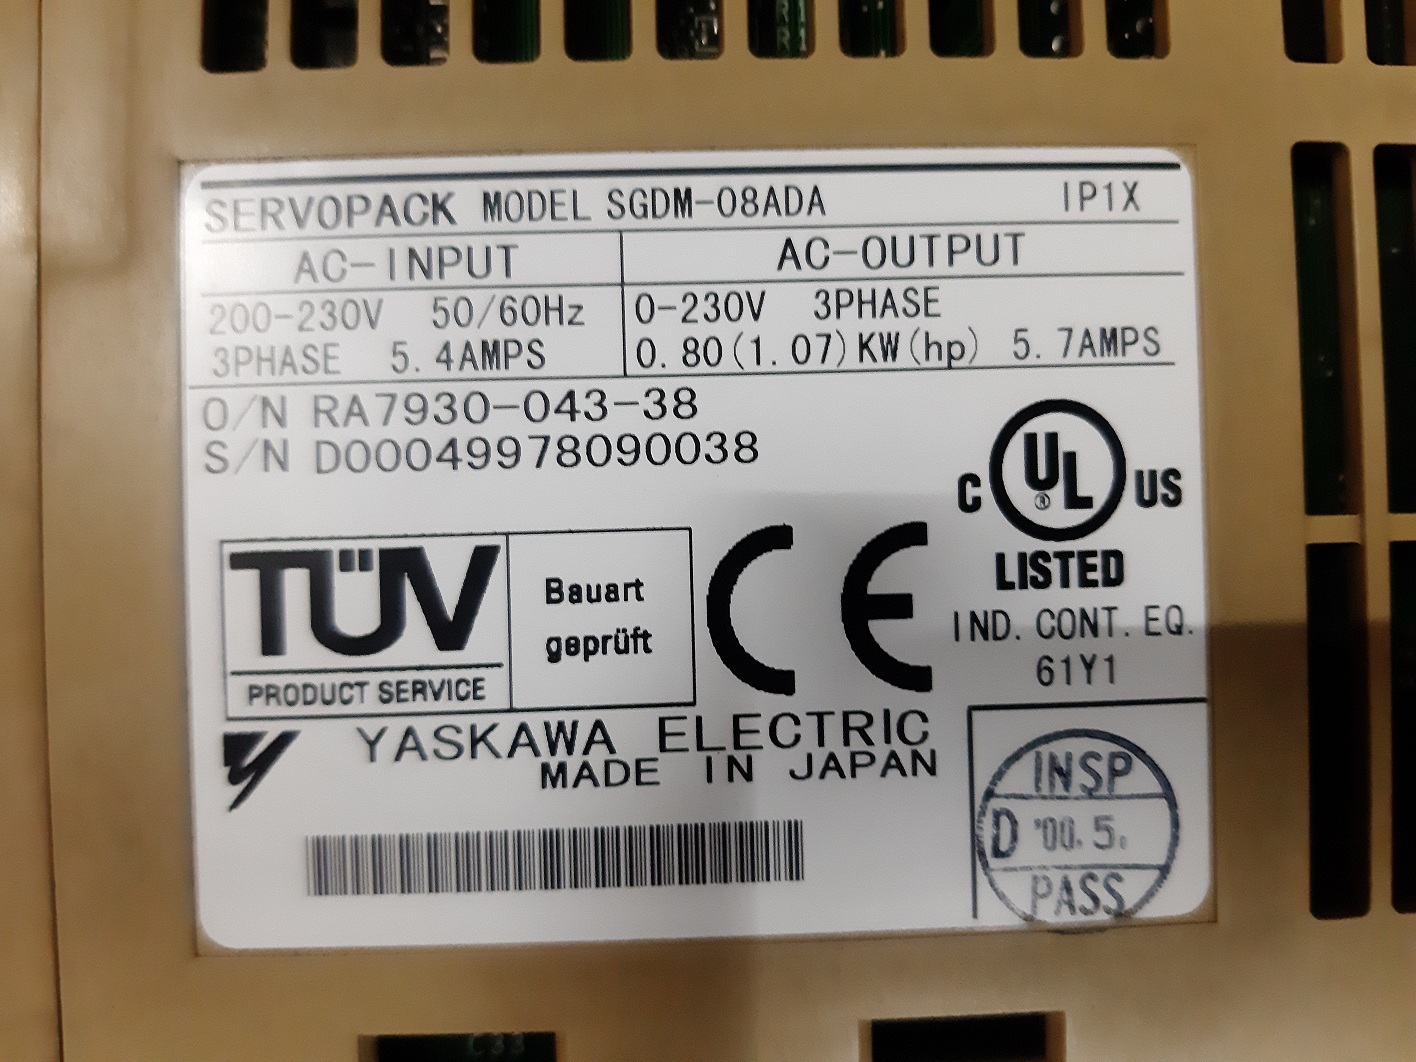 SERVOPACK MODEL SGDM-08ADA IP1X
AC-INPUT AC-OUTPUT
200-230V 50/60Hz 0-230V 3PHASE
3PHASE 5.4AMPS 0.80(1.07)KW(hp) 5.7AMPS
O/N RA7930-043-38
S/N D00049978090038
C UL® US
LISTED
IND. CONT. EQ.
61Y1
TÜV
PRODUCT SERVICE
Bauart
geprüft
CE
YASKAWA ELECTRIC
MADE IN JAPAN
INSP
D '00.5.
PASS
C33